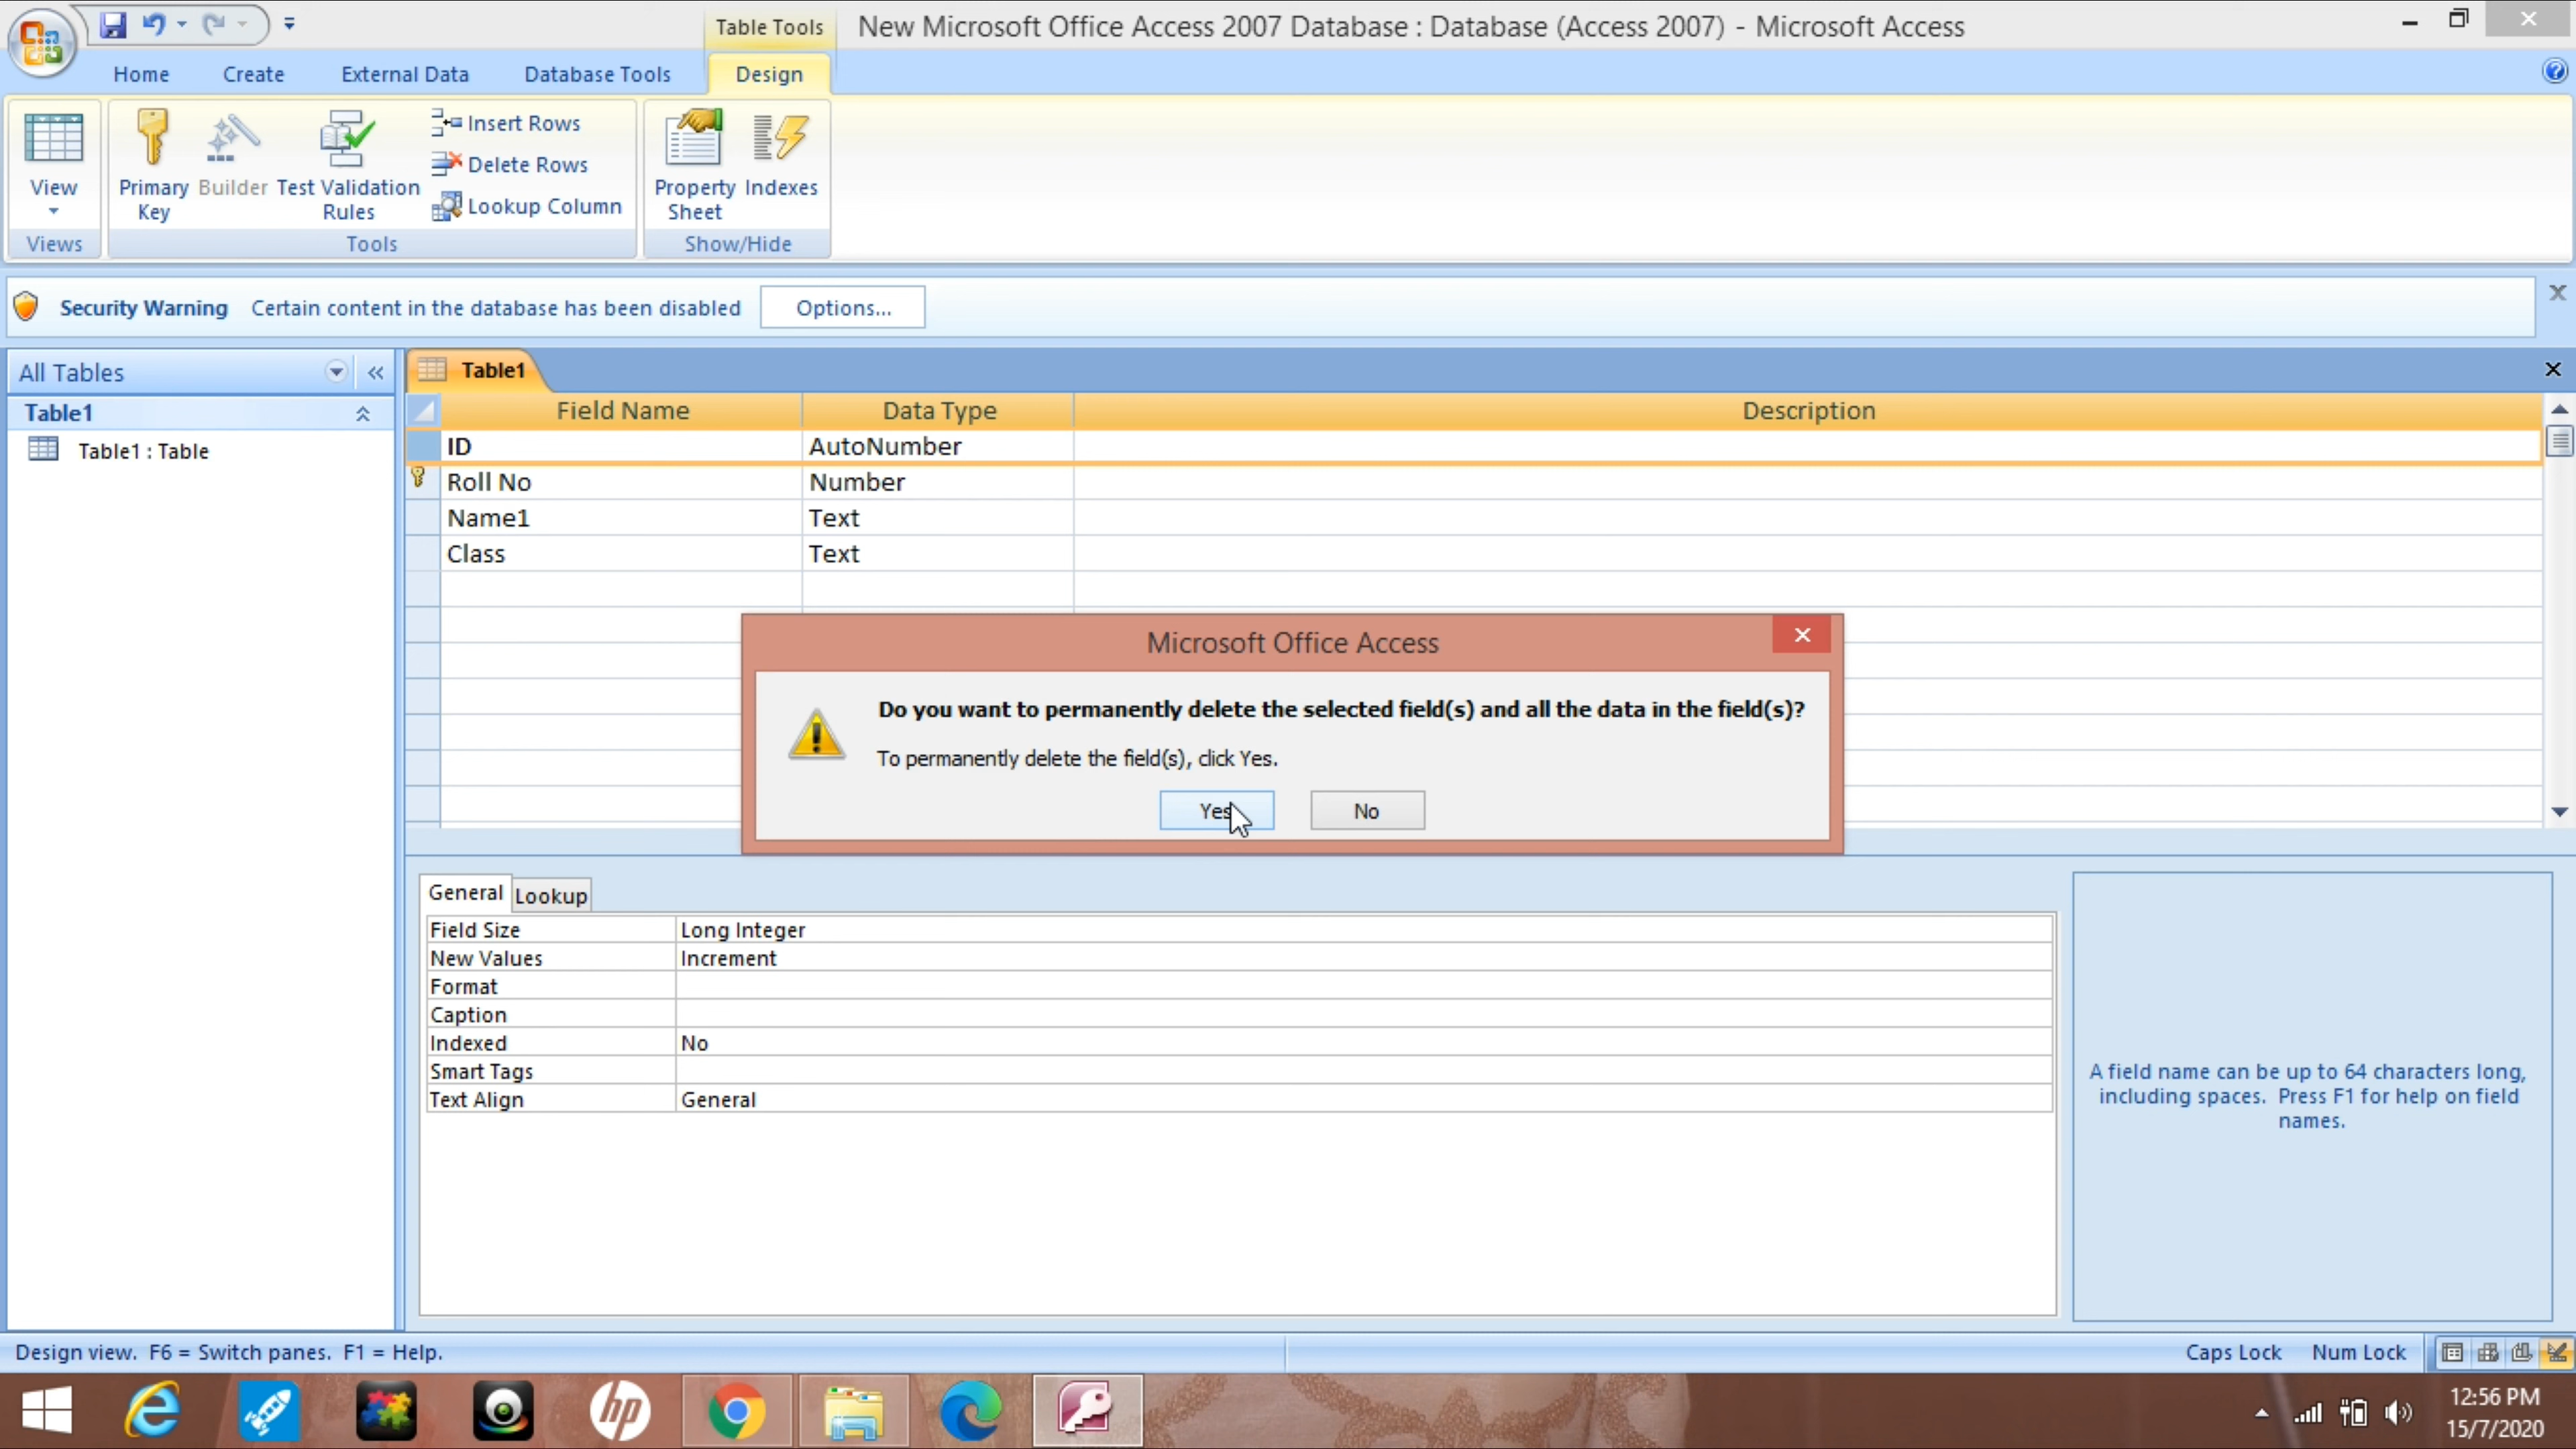 Table Tools
New Microsoft Office Access 2007 Database : Database (Access 2007) - Microsoft Access
Home
Create
External Data
Database Tools
Design
View
Primary Key
Builder
Test Validation Rules
Insert Rows
Delete Rows
Lookup Column
Property Sheet
Indexes
Views
Tools
Show/Hide
Security Warning Certain content in the database has been disabled Options...
All Tables
Table1
Table1 : Table
Table1
Field Name Data Type Description
ID AutoNumber
Roll No Number
Name1 Text
Class Text
Microsoft Office Access
Do you want to permanently delete the selected field(s) and all the data in the field(s)?
To permanently delete the field(s), click Yes.
Yes No
General Lookup
Field Size Long Integer
New Values Increment
Format
Caption
Indexed No
Smart Tags
Text Align General
A field name can be up to 64 characters long,
including spaces. Press F1 for help on field
names.
Design view. F6 = Switch panes. F1 = Help.
Caps Lock Num Lock
hp
12:56 PM
15/7/2020